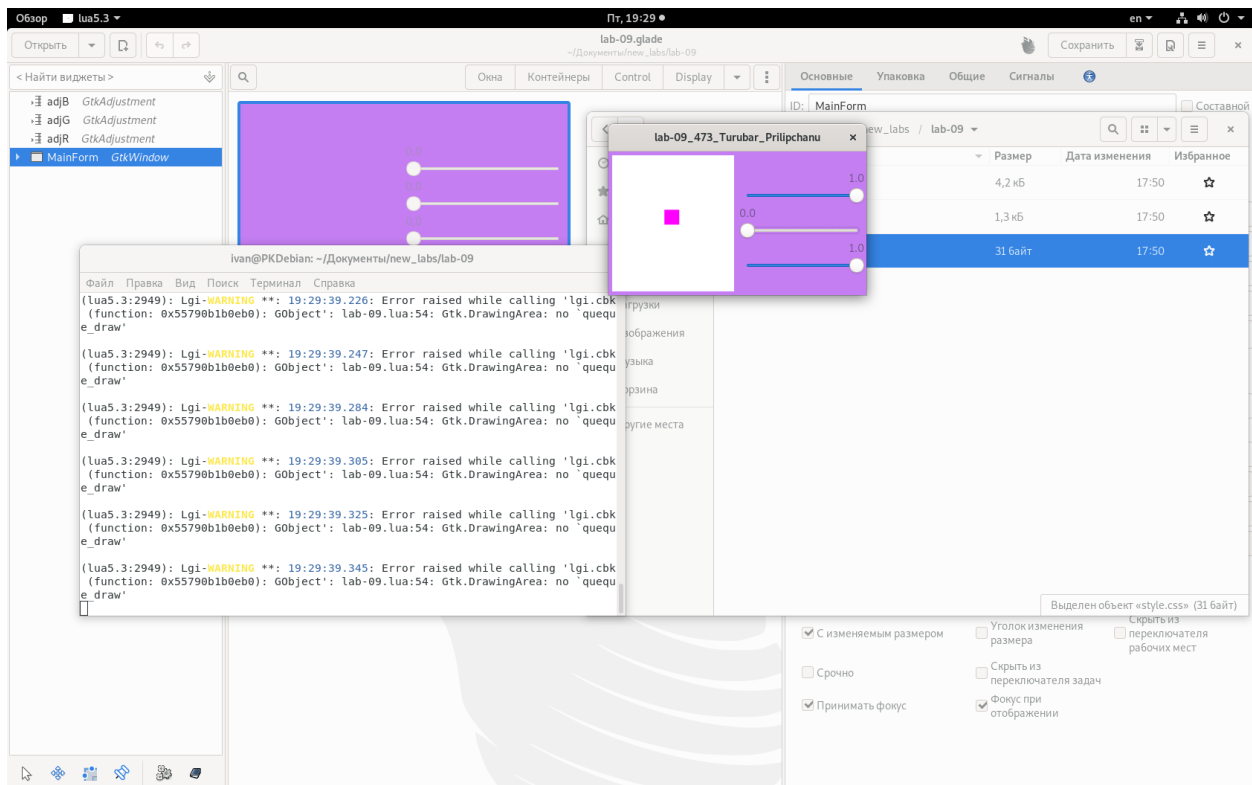 Обзор lua5.3 Пт, 19:29 en
Открыть lab-09.glade Сохранить
~/Документы/new_labs/lab-09
< Найти виджеты > Окна Контейнеры Control Display Основные Упаковка Общие Сигналы
adjB GtkAdjustment
adjG GtkAdjustment
adjR GtkAdjustment
MainForm GtkWindow
0.0
0.0
0.0
ID: MainForm Составной
new_labs / lab-09
Размер Дата изменения Избранное
4,2 кБ 17:50
1,3 кБ 17:50
31 байт 17:50
lab-09_473_Turubar_Prilipchanu
1.0
0.0
1.0
ivan@PKDebian: ~/Документы/new_labs/lab-09
Файл Правка Вид Поиск Терминал Справка
(lua5.3:2949): Lgi-WARNING **: 19:29:39.226: Error raised while calling 'lgi.cbk
(function: 0x55790b1b0eb0): GObject': lab-09.lua:54: Gtk.DrawingArea: no `quequ
e_draw'
(lua5.3:2949): Lgi-WARNING **: 19:29:39.247: Error raised while calling 'lgi.cbk
(function: 0x55790b1b0eb0): GObject': lab-09.lua:54: Gtk.DrawingArea: no `quequ
e_draw'
(lua5.3:2949): Lgi-WARNING **: 19:29:39.284: Error raised while calling 'lgi.cbk
(function: 0x55790b1b0eb0): GObject': lab-09.lua:54: Gtk.DrawingArea: no `quequ
e_draw'
(lua5.3:2949): Lgi-WARNING **: 19:29:39.305: Error raised while calling 'lgi.cbk
(function: 0x55790b1b0eb0): GObject': lab-09.lua:54: Gtk.DrawingArea: no `quequ
e_draw'
(lua5.3:2949): Lgi-WARNING **: 19:29:39.325: Error raised while calling 'lgi.cbk
(function: 0x55790b1b0eb0): GObject': lab-09.lua:54: Gtk.DrawingArea: no `quequ
e_draw'
(lua5.3:2949): Lgi-WARNING **: 19:29:39.345: Error raised while calling 'lgi.cbk
(function: 0x55790b1b0eb0): GObject': lab-09.lua:54: Gtk.DrawingArea: no `quequ
e_draw'
агрузки
зображения
узыка
орзина
ругие места
Выделен объект «style.css» (31 байт)
С изменяемым размером
Уголок изменения
размера
Скрыть из
переключателя
рабочих мест
Срочно
Скрыть из
переключателя задач
Принимать фокус
Фокус при
отображении